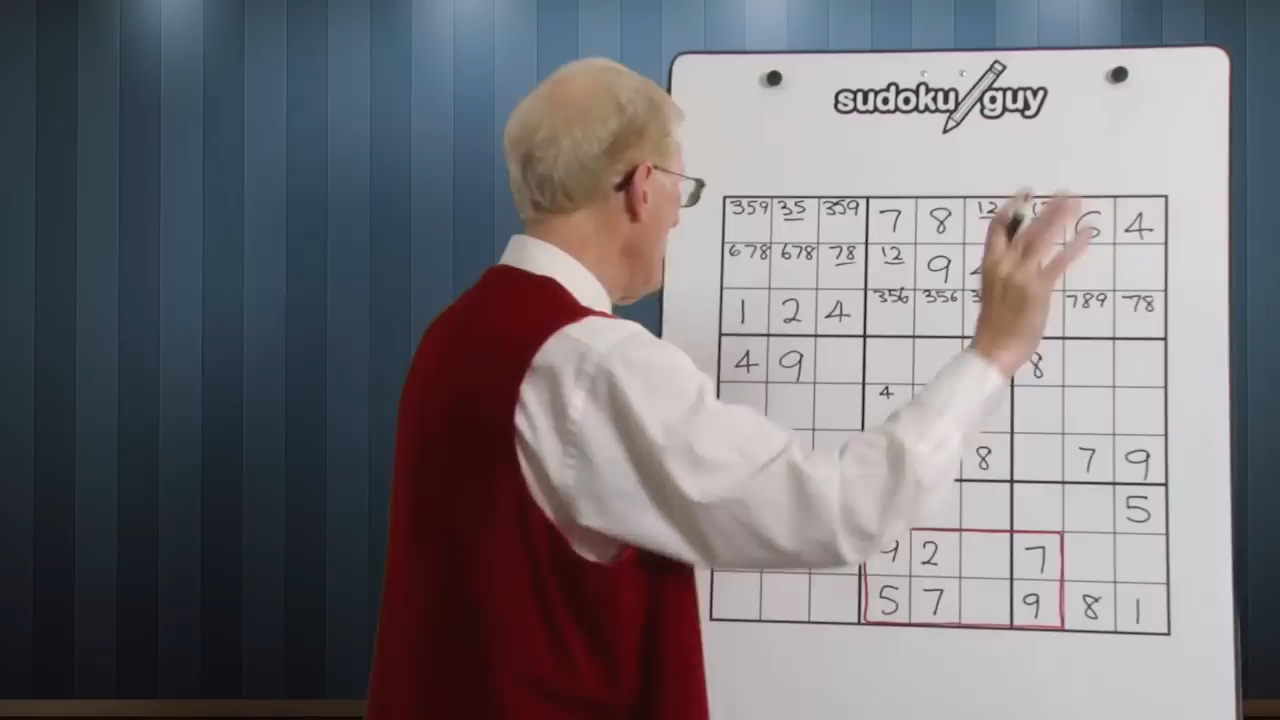 sudoku guy
359 35 359 7 8 12 6 4
678 678 78 12 9
1 2 4 356 356 789 78
4 9 8
4
8 7 9
5
9 2 7
5 7 9 8 1